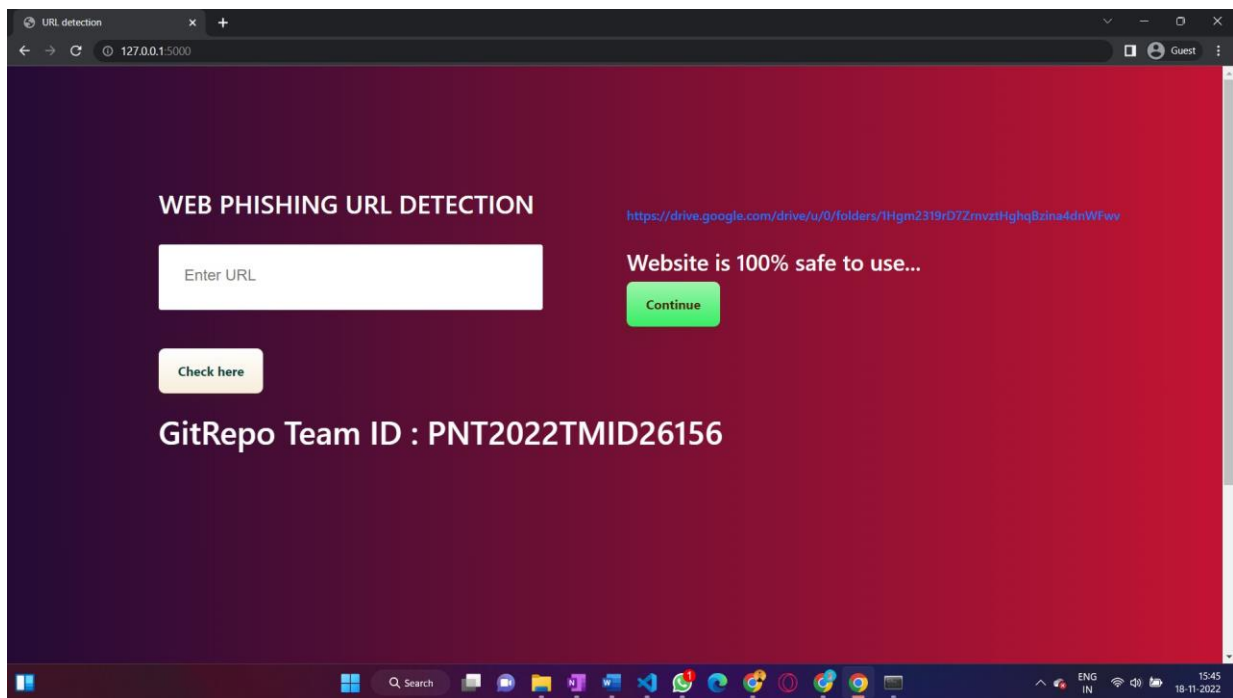 URL detection
127.0.0.1:5000
Guest
WEB PHISHING URL DETECTION
https://drive.google.com/drive/u/0/folders/1Hgm2319rD7ZrnvztHghqBzina4dnWFwv
Enter URL
Website is 100% safe to use...
Continue
Check here
GitRepo Team ID : PNT2022TMID26156
Search
ENG
IN
15:45
18-11-2022